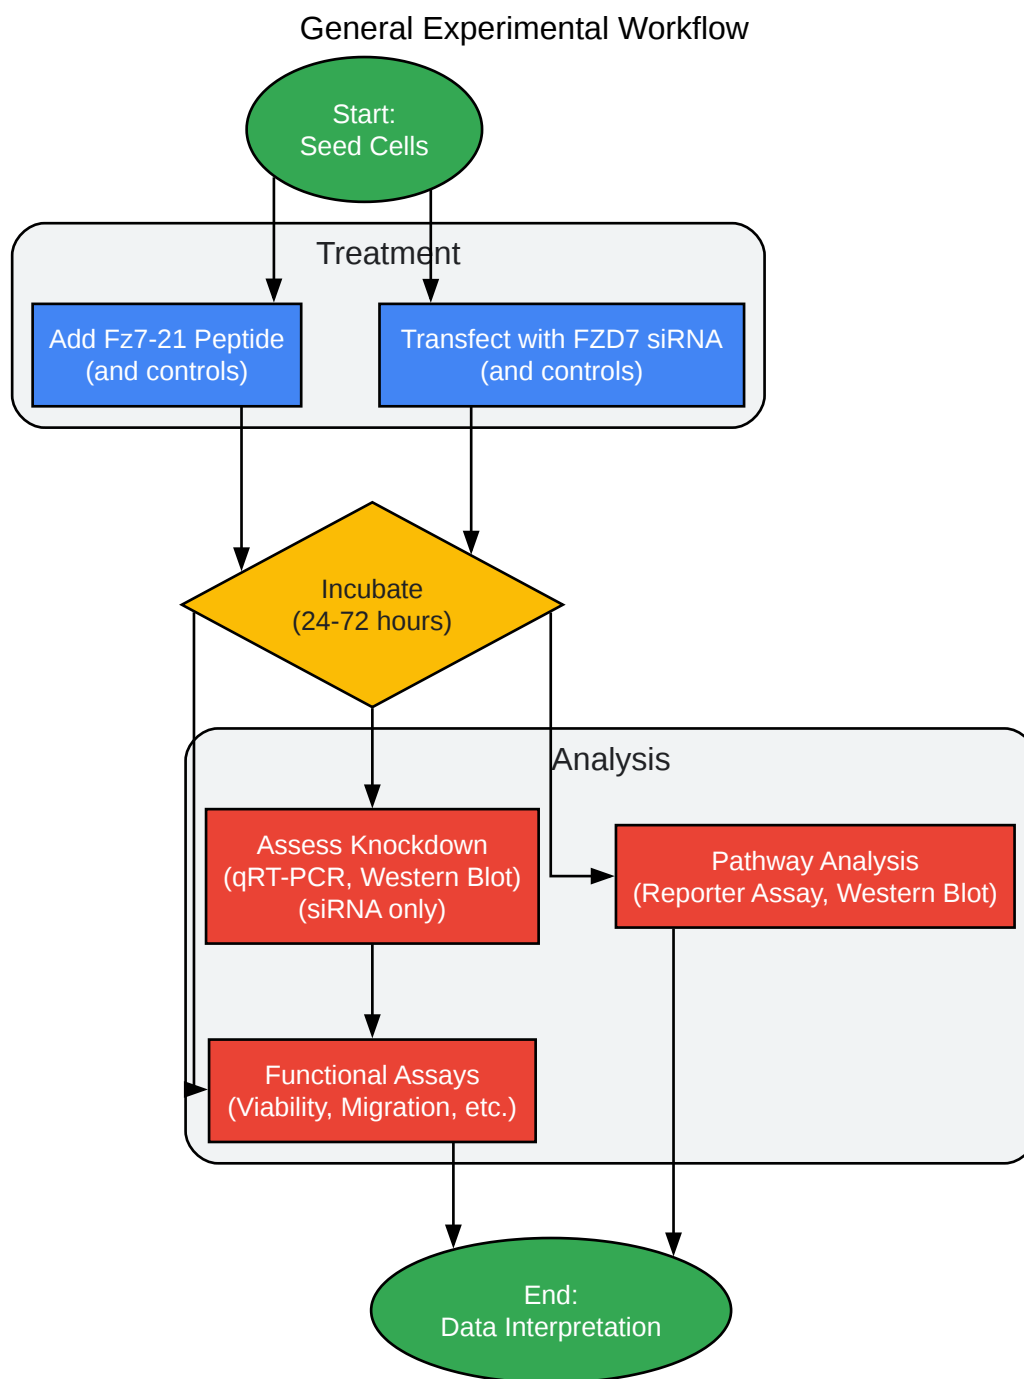 General Experimental Workflow
Start:
Seed Cells
Treatment
Add Fz7-21 Peptide
(and controls)
Transfect with FZD7 siRNA
(and controls)
Incubate
(24-72 hours)
Analysis
Assess Knockdown
(qRT-PCR, Western Blot)
(siRNA only)
Pathway Analysis
(Reporter Assay, Western Blot)
Functional Assays
(Viability, Migration, etc.)
End:
Data Interpretation